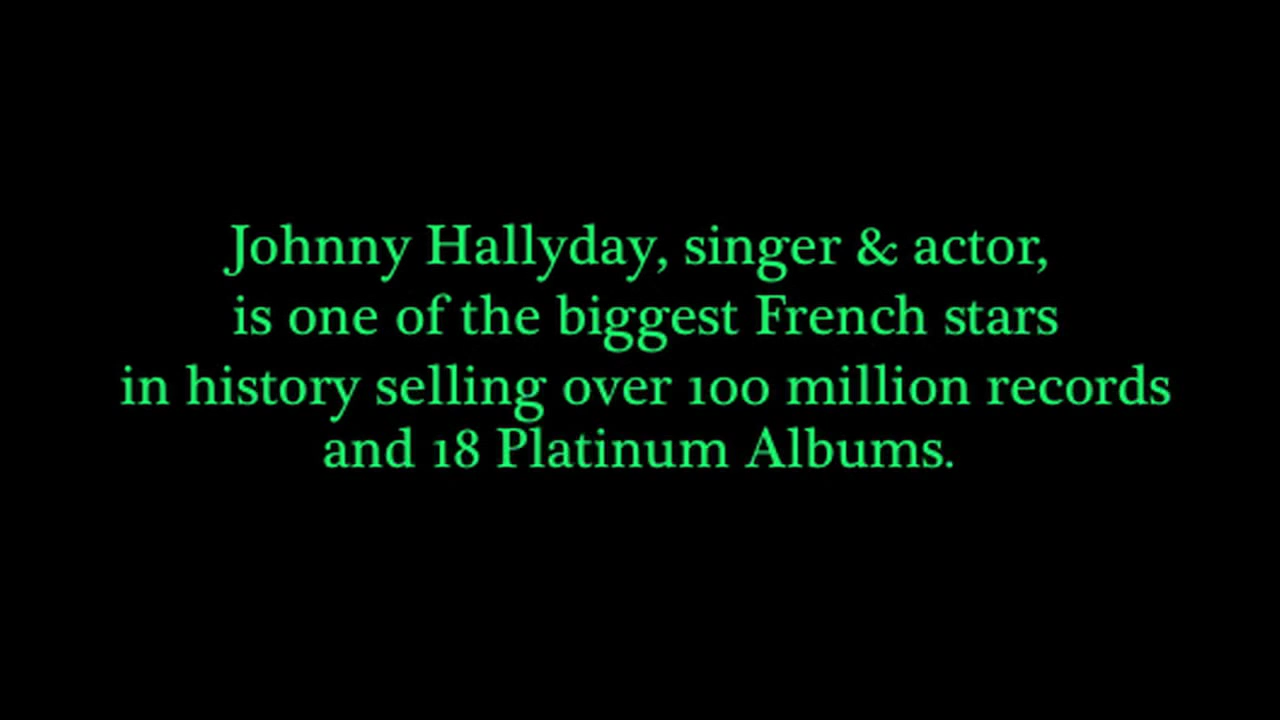 Johnny Hallyday, singer & actor,
is one of the biggest French stars
in history selling over 100 million records
and 18 Platinum Albums.